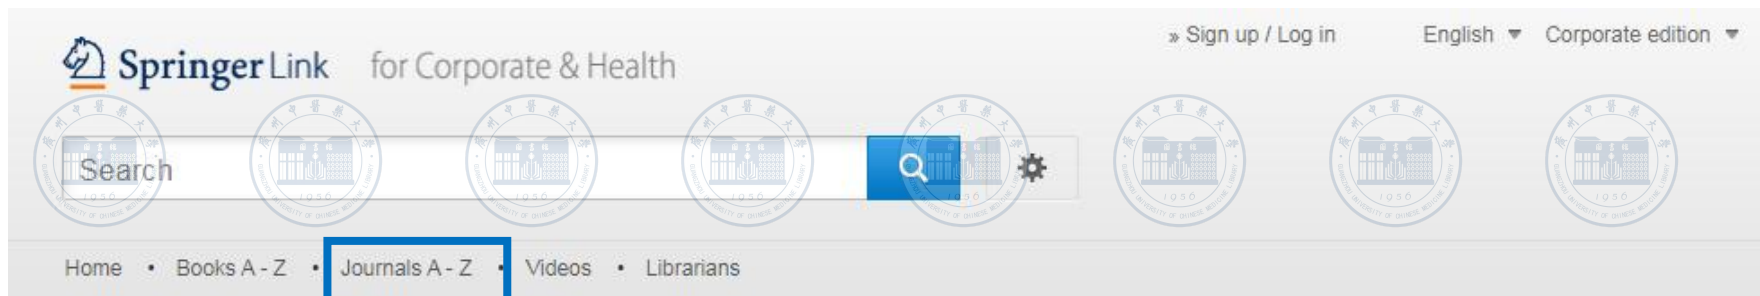 » Sign up / Log in English Corporate edition
Springer Link for Corporate & Health
Search
Home • Books A - Z • Journals A - Z • Videos • Librarians